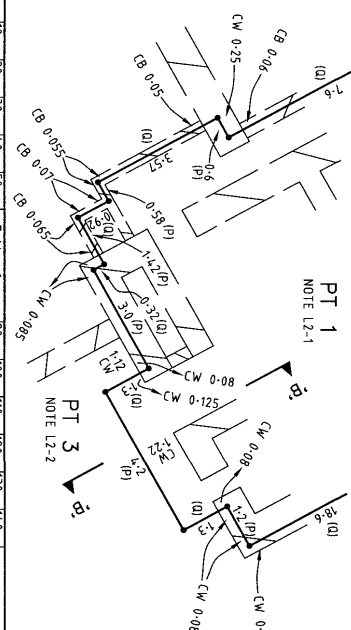 7·6 (Q)
CB 0·06
CW 0·25
CB 0·05
0·6 (P)
(Q) 3·57
CB 0·055
CB 0·07
CB 0·065
0·58 (P)
0·92 (Q)
1·42 (P)
CW 0·085
0·32 (Q)
3·0 (P)
CW 0·08
CW 0·125
1·12 CW
1·3 (Q)
4·2 (P)
PT 1
NOTE L2-1
PT 3
NOTE L2-2
'B'
'B'
1·22 CW
CW 0·08
(Q) 1·3
1·2 (P)
18·6 (Q)
CW 0·
CW 0·08